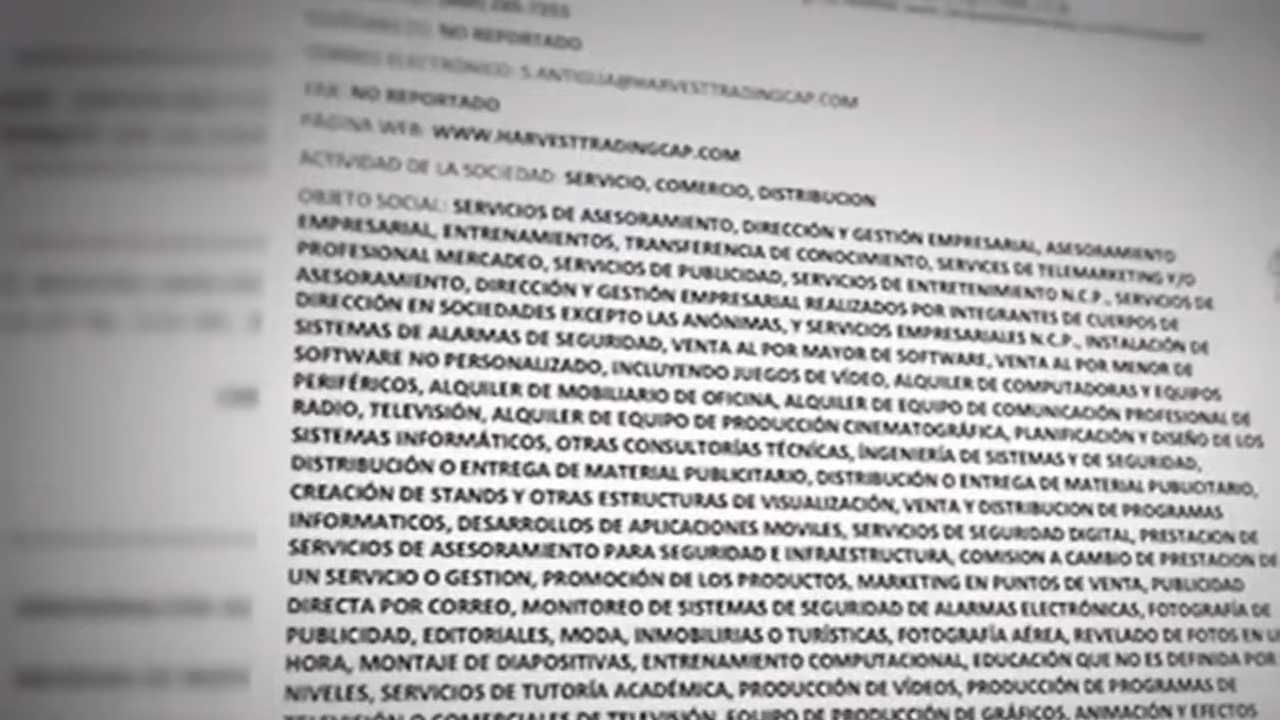 NO REPORTADO
CORREO ELECTRÓNICO: S.ANTIGUA@HARVESTTRADINGCAP.COM
FAX: NO REPORTADO
PÁGINA WEB: WWW.HARVESTTRADINGCAP.COM
ACTIVIDAD DE LA SOCIEDAD: SERVICIO, COMERCIO, DISTRIBUCION
OBJETO SOCIAL: SERVICIOS DE ASESORAMIENTO, DIRECCIÓN Y GESTIÓN EMPRESARIAL, ASESORAMIENTO
EMPRESARIAL, ENTRENAMIENTOS, TRANSFERENCIA DE CONOCIMIENTO, SERVICES DE TELEMARKETING Y/O
PROFESIONAL MERCADEO, SERVICIOS DE PUBLICIDAD, SERVICIOS DE ENTRETENIMIENTO N.C.P., SERVICIOS DE
ASESORAMIENTO, DIRECCIÓN Y GESTIÓN EMPRESARIAL REALIZADOS POR INTEGRANTES DE CUERPOS DE
DIRECCIÓN EN SOCIEDADES EXCEPTO LAS ANÓNIMAS, Y SERVICIOS EMPRESARIALES N.C.P., INSTALACIÓN DE
SISTEMAS DE ALARMAS DE SEGURIDAD, VENTA AL POR MAYOR DE SOFTWARE, VENTA AL POR MENOR DE
SOFTWARE NO PERSONALIZADO, INCLUYENDO JUEGOS DE VÍDEO, ALQUILER DE COMPUTADORAS Y EQUIPOS
PERIFÉRICOS, ALQUILER DE MOBILIARIO DE OFICINA, ALQUILER DE EQUIPO DE COMUNICACIÓN PROFESIONAL DE
RADIO, TELEVISIÓN, ALQUILER DE EQUIPO DE PRODUCCIÓN CINEMATOGRÁFICA, PLANIFICACIÓN Y DISEÑO DE LOS
SISTEMAS INFORMÁTICOS, OTRAS CONSULTORÍAS TÉCNICAS, INGENIERÍA DE SISTEMAS Y DE SEGURIDAD,
DISTRIBUCIÓN O ENTREGA DE MATERIAL PUBLICITARIO, DISTRIBUCIÓN O ENTREGA DE MATERIAL PUBLICITARIO,
CREACIÓN DE STANDS Y OTRAS ESTRUCTURAS DE VISUALIZACIÓN, VENTA Y DISTRIBUCION DE PROGRAMAS
INFORMATICOS, DESARROLLOS DE APLICACIONES MOVILES, SERVICIOS DE SEGURIDAD DIGITAL, PRESTACION DE
SERVICIOS DE ASESORAMIENTO PARA SEGURIDAD E INFRAESTRUCTURA, COMISION A CAMBIO DE PRESTACION DE
UN SERVICIO O GESTION, PROMOCIÓN DE LOS PRODUCTOS, MARKETING EN PUNTOS DE VENTA, PUBLICIDAD
DIRECTA POR CORREO, MONITOREO DE SISTEMAS DE SEGURIDAD DE ALARMAS ELECTRÓNICAS, FOTOGRAFÍA DE
PUBLICIDAD, EDITORIALES, MODA, INMOBILIRIAS O TURÍSTICAS, FOTOGRAFÍA AÉREA, REVELADO DE FOTOS EN
HORA, MONTAJE DE DIAPOSITIVAS, ENTRENAMIENTO COMPUTACIONAL, EDUCACIÓN QUE NO ES DEFINIDA POR
NIVELES, SERVICIOS DE TUTORÍA ACADÉMICA, PRODUCCIÓN DE VÍDEOS, PRODUCCIÓN DE PROGRAMAS DE
TELEVISIÓN O COMERCIALES DE TELEVISIÓN, EQUIPO DE PRODUCCIÓN DE GRÁFICOS, ANIMACIÓN Y EFECTOS